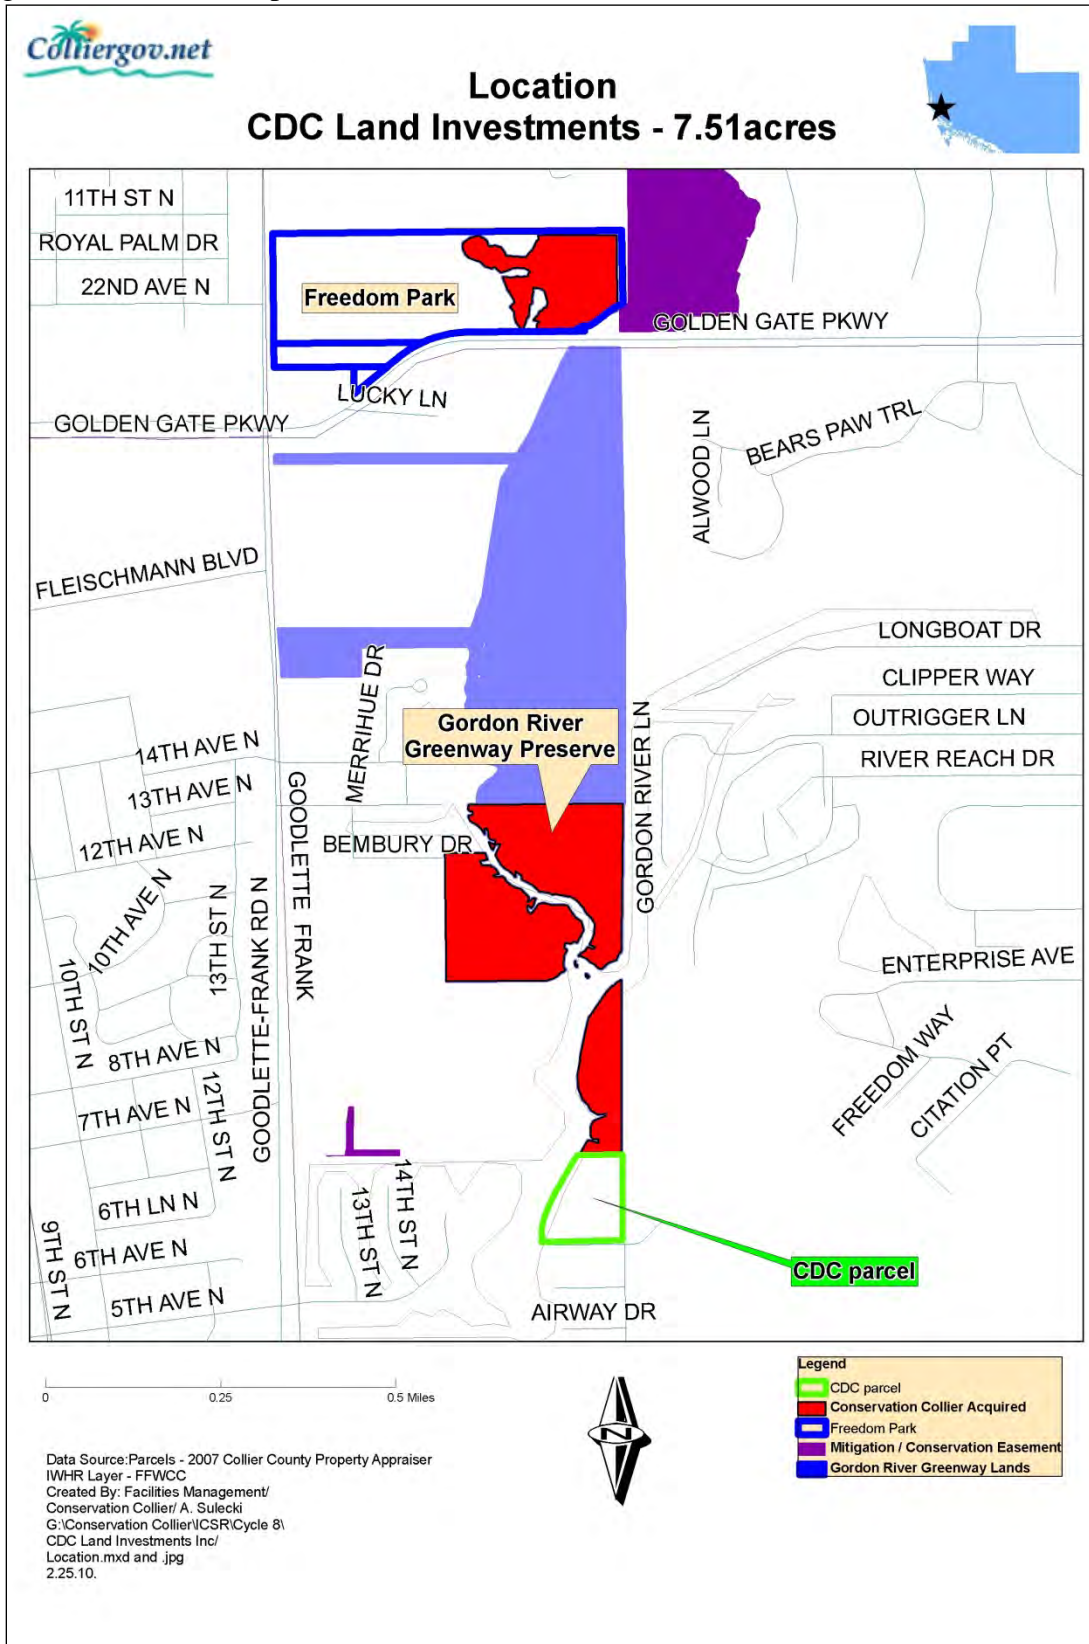 Colliergov.net
Location
CDC Land Investments - 7.51acres
11TH ST N
ROYAL PALM DR
22ND AVE N
Freedom Park
GOLDEN GATE PKWY
LUCKY LN
GOLDEN GATE PKWY
ALWOOD LN
BEARS PAW TRL
FLEISCHMANN BLVD
LONGBOAT DR
CLIPPER WAY
OUTRIGGER LN
RIVER REACH DR
MERRIHUE DR
Gordon River
Greenway Preserve
GORDON RIVER LN
14TH AVE N
13TH AVE N
12TH AVE N
BEMBURY DR
GOODLETTE FRANK
10TH AVE N
13TH ST N
GOODLETTE-FRANK RD N
10TH ST N
ENTERPRISE AVE
FREEDOM WAY
CITATION PT
8TH AVE N
7TH AVE N
12TH ST N
6TH LN N
14TH ST N
13TH ST N
9TH ST N
6TH AVE N
5TH AVE N
CDC parcel
AIRWAY DR
0 0.25 0.5 Miles
N
Legend
CDC parcel
Conservation Collier Acquired
Freedom Park
Mitigation / Conservation Easement
Gordon River Greenway Lands
Data Source:Parcels - 2007 Collier County Property Appraiser
IWHR Layer - FFWCC
Created By: Facilities Management/
Conservation Collier/ A. Sulecki
G:\Conservation Collier\ICSR\Cycle 8\
CDC Land Investments Inc/
Location.mxd and .jpg
2.25.10.